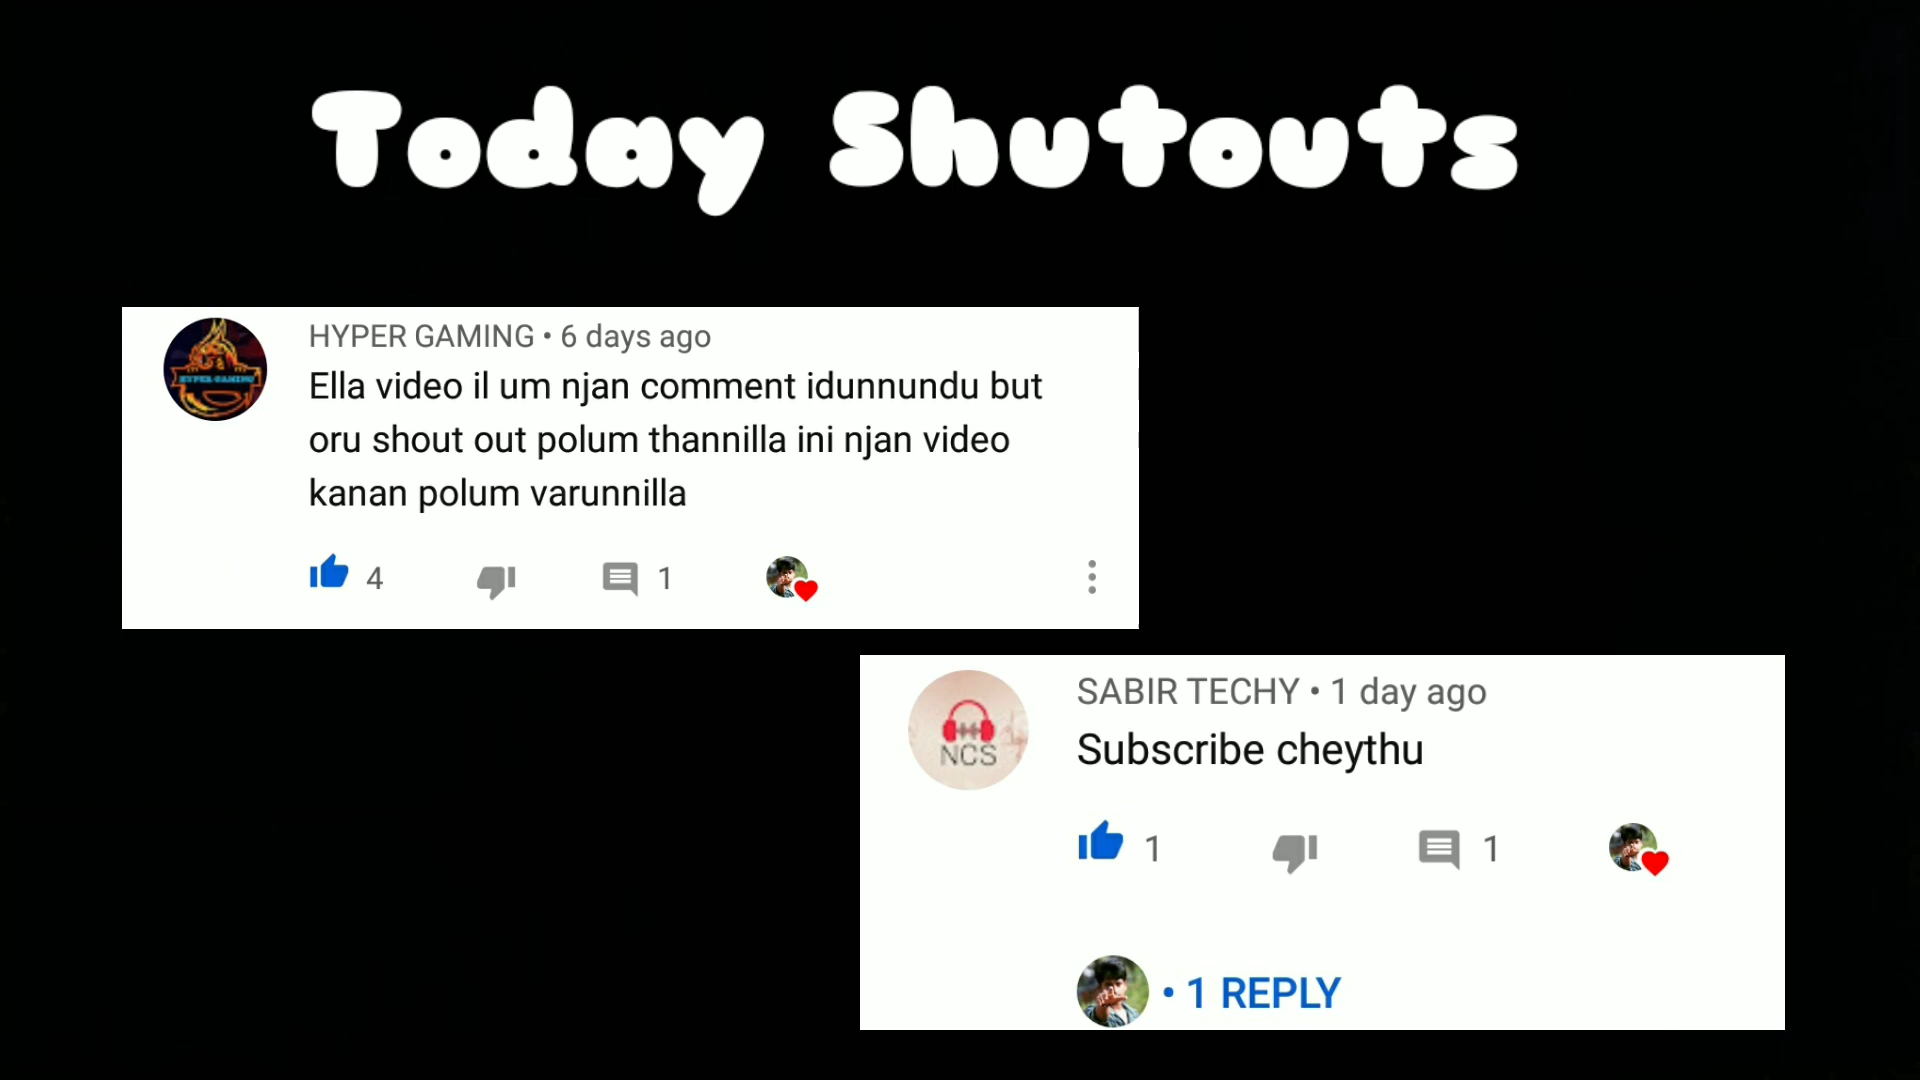 Today Shutouts
HYPER GAMING • 6 days ago
HYPER GAMING
Ella video il um njan comment idunnundu but
oru shout out polum thannilla ini njan video
kanan polum varunnilla
4
1
SABIR TECHY • 1 day ago
NCS
Subscribe cheythu
1
1
• 1 REPLY